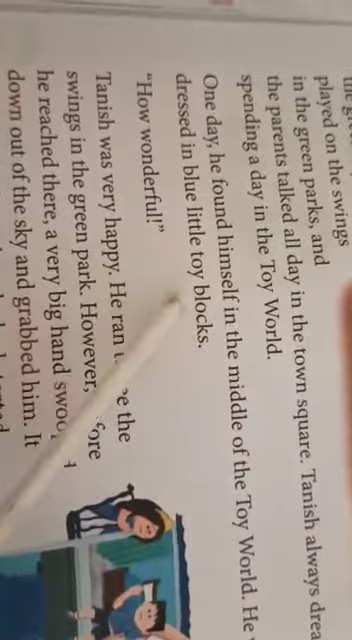 played on the swings
in the green parks, and
the parents talked all day in the town square. Tanish always
spending a day in the Toy World.
One day, he found himself in the middle of the Toy World. He
dressed in blue little toy blocks.
“How wonderful!”
Tanish was very happy. He ran the
swings in the green park. However,
he reached there, a very big hand
down out of the sky and grabbed him. It